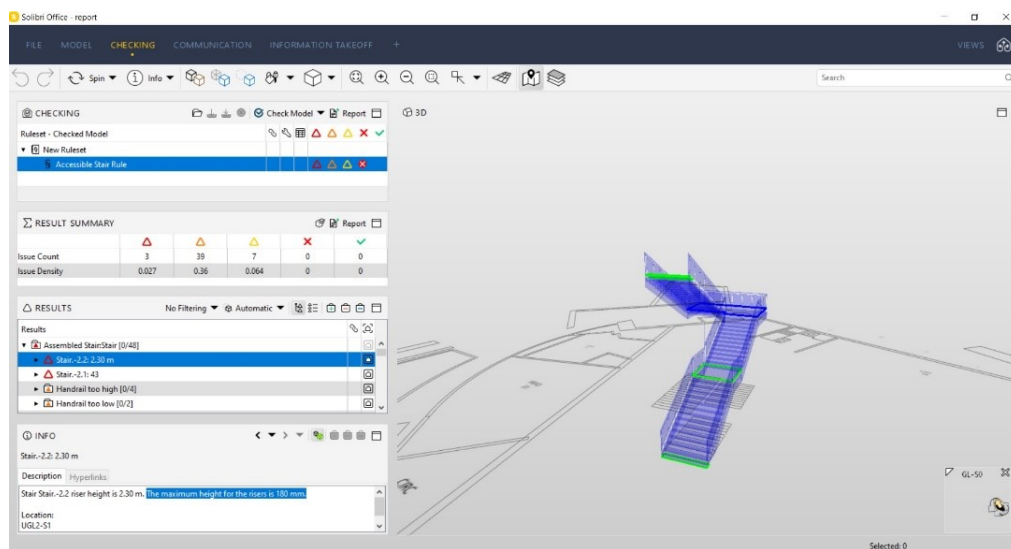 Solibri Office - report
FILE MODEL CHECKING COMMUNICATION INFORMATION TAKEOFF + VIEWS
Spin Info Search
CHECKING Check Model Report
3D
Ruleset - Checked Model
New Ruleset
§ Accessible Stair Rule
RESULT SUMMARY Report
Issue Count 3 39 7 0 0
Issue Density 0.027 0.36 0.064 0 0
RESULTS No Filtering Automatic
Results
Assembled Stair:Stair [0/48]
Stair.-2.2: 2.30 m
Stair.-2.1: 43
Handrail too high [0/4]
Handrail too low [0/2]
INFO
Stair.-2.2: 2.30 m
Description Hyperlinks
Stair Stair.-2.2 riser height is 2.30 m. The maximum height for the risers is 180 mm.
Location:
UGL2-S1
GL-50
Selected: 0